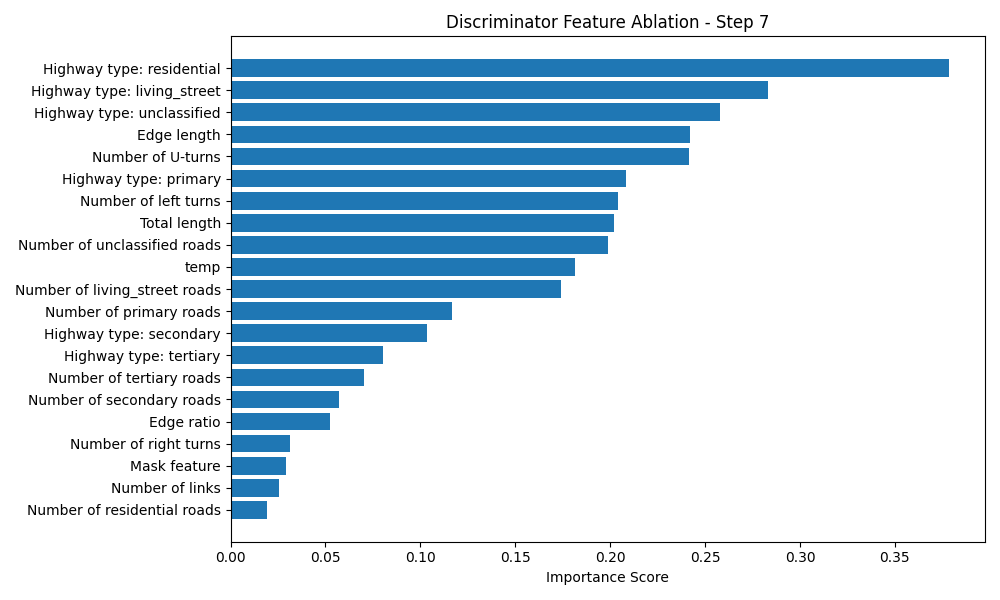 Discriminator Feature Ablation - Step 7
Highway type: residential
Highway type: living_street
Highway type: unclassified
Edge length
Number of U-turns
Highway type: primary
Number of left turns
Total length
Number of unclassified roads
temp
Number of living_street roads
Number of primary roads
Highway type: secondary
Highway type: tertiary
Number of tertiary roads
Number of secondary roads
Edge ratio
Number of right turns
Mask feature
Number of links
Number of residential roads
0.00 0.05 0.10 0.15 0.20 0.25 0.30 0.35
Importance Score